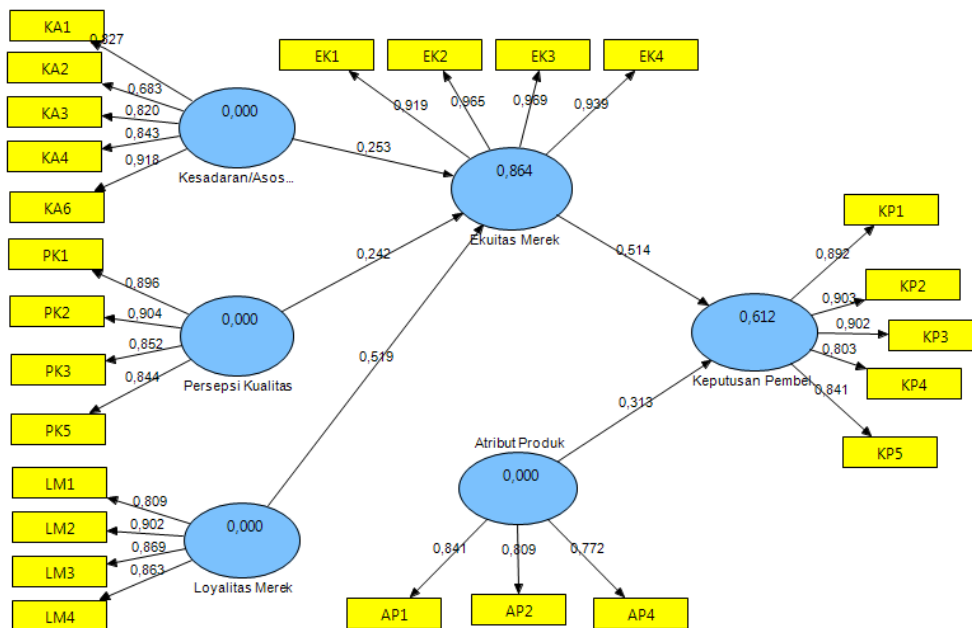 KA1
0,827
KA2
0,683
KA3
0,820
KA4
0,843
KA6
0,918
0,000
Kesadaran/Asos...
0,253
EK1
EK2
EK3
EK4
0,919
0,965
0,969
0,939
0,864
Ekuitas Merek
PK1
0,896
PK2
0,904
PK3
0,852
PK5
0,844
0,000
Persepsi Kualitas
0,242
0,519
0,514
KP1
0,892
KP2
0,903
KP3
0,902
KP4
0,803
KP5
0,841
0,612
Keputusan Pembel
0,313
Atribut Produk
0,000
0,841
0,809
0,772
AP1
AP2
AP4
LM1
0,809
LM2
0,902
LM3
0,869
LM4
0,863
0,000
Loyalitas Merek